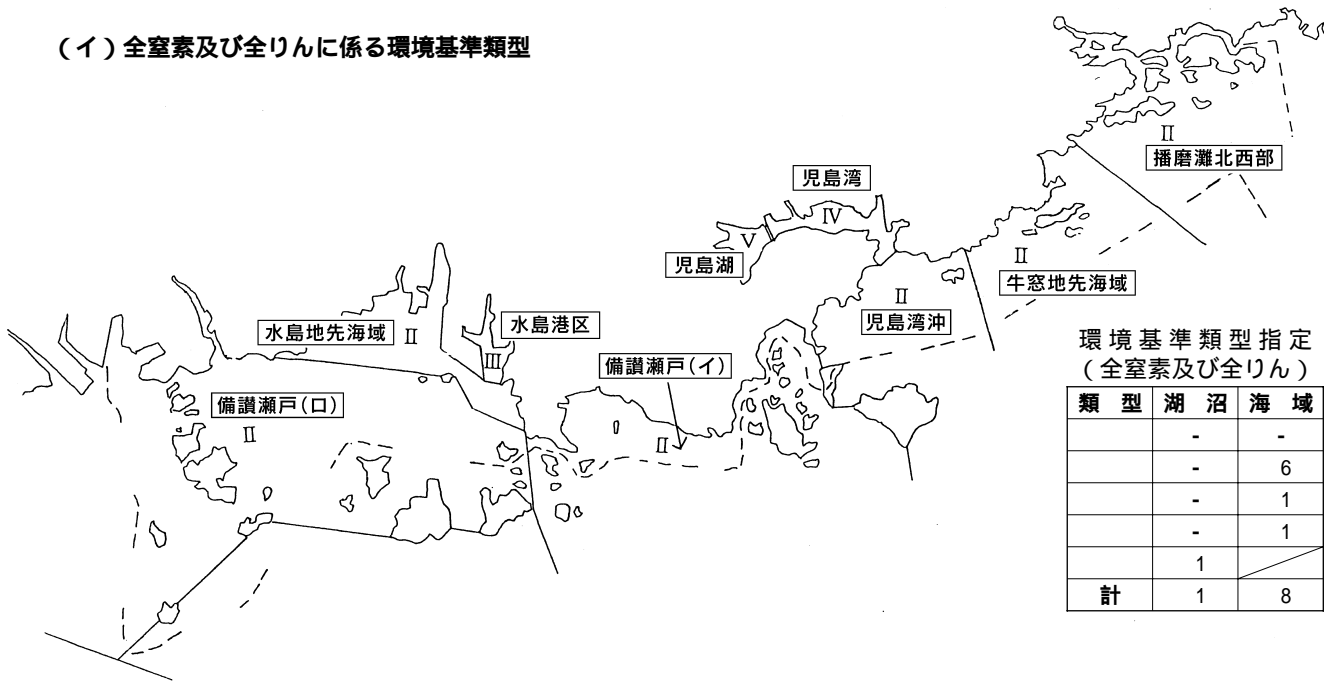 (イ)全窒素及び全りんに係る環境基準類型
Ⅱ
播磨灘北西部
児島湾
Ⅳ
Ⅴ
児島湖
Ⅱ
牛窓地先海域
Ⅱ
児島湾沖
水島地先海域
Ⅱ
水島港区
Ⅲ
備讃瀬戸(イ)
Ⅱ
備讃瀬戸(ロ)
Ⅱ
環境基準類型指定
(全窒素及び全りん)
類型 湖沼 海域
- -
- 6
- 1
- 1
1
計 1 8